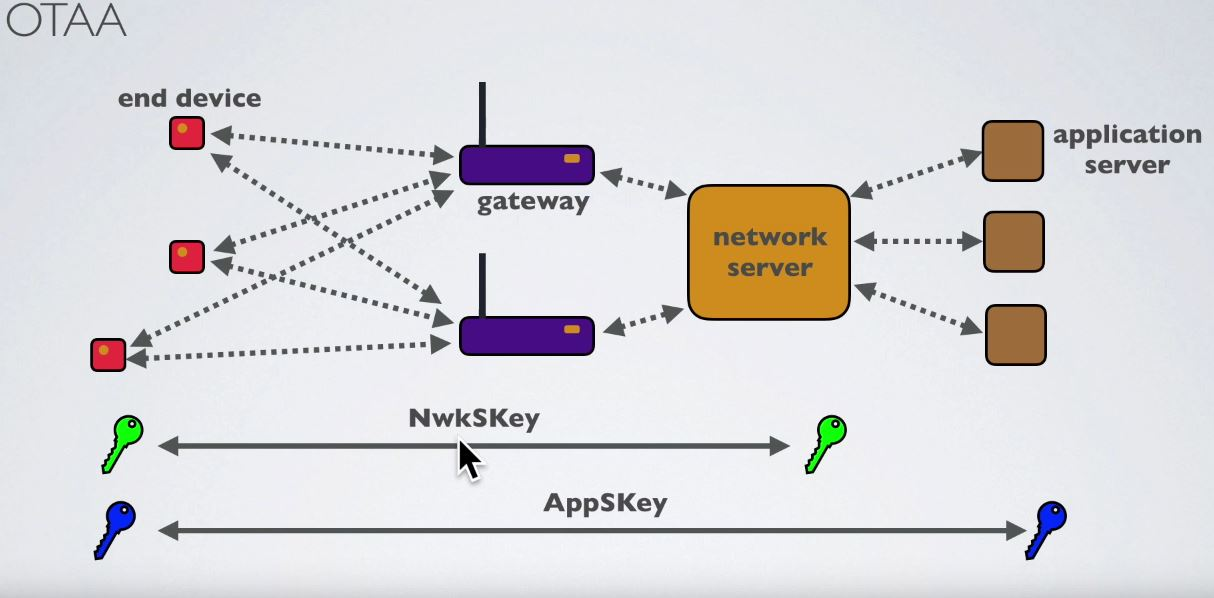 OTAA
end device
gateway
network
server
application
server
NwkSKey
AppSKey